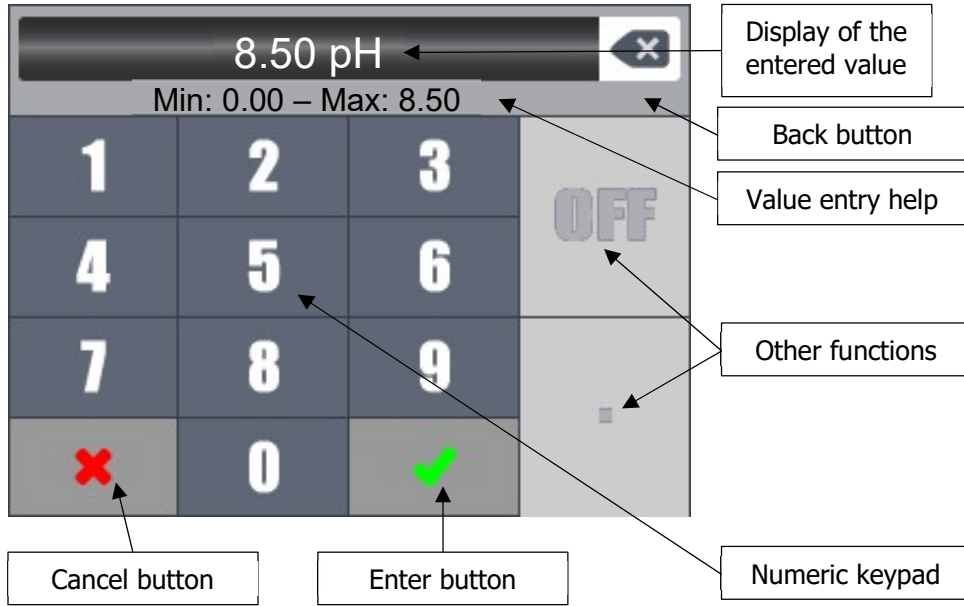 8.50 pH
Display of the
entered value
Min: 0.00 – Max: 8.50
Back button
1 2 3
OFF
Value entry help
4 5 6
7 8 9
.
Other functions
0
Cancel button
Enter button
Numeric keypad